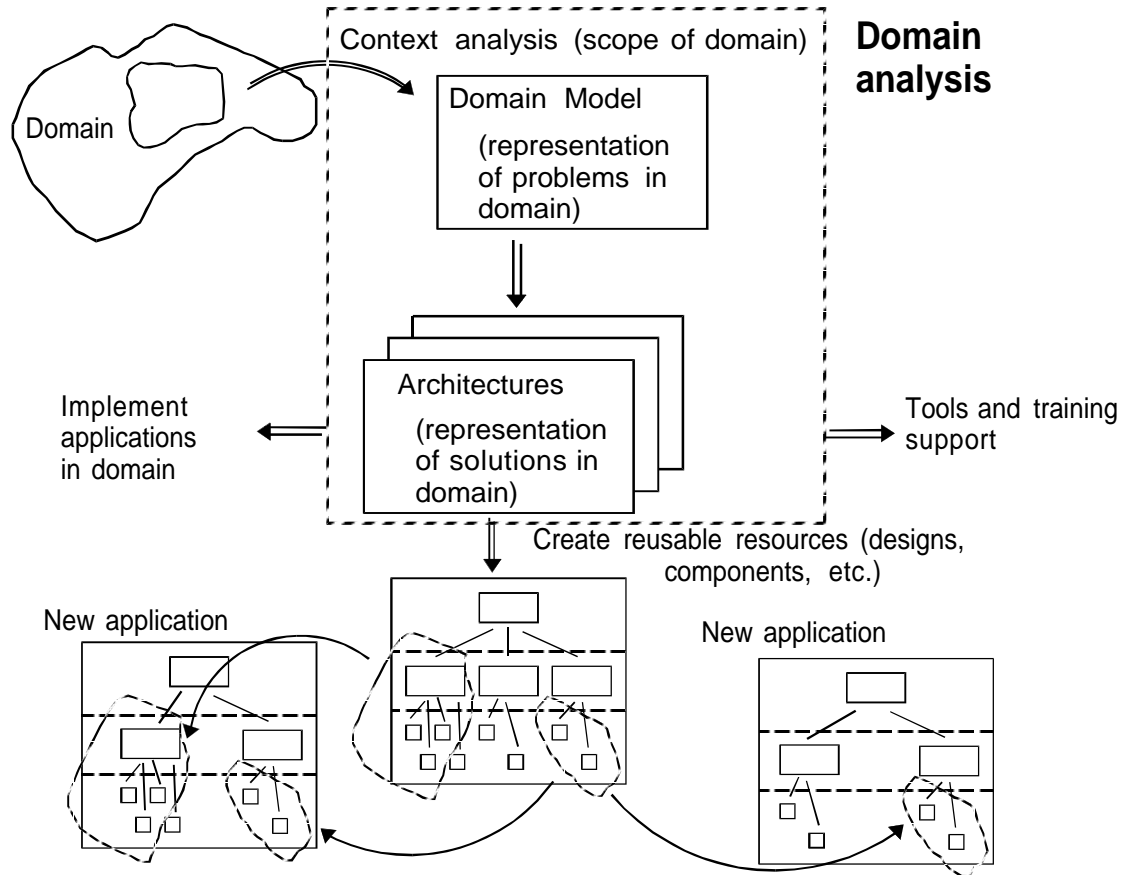 Context analysis (scope of domain)
Domain
analysis
Domain
Domain Model
(representation
of problems in
domain)
Architectures
(representation
of solutions in
domain)
Implement
applications
in domain
Tools and training
support
Create reusable resources (designs,
components, etc.)
New application
New application